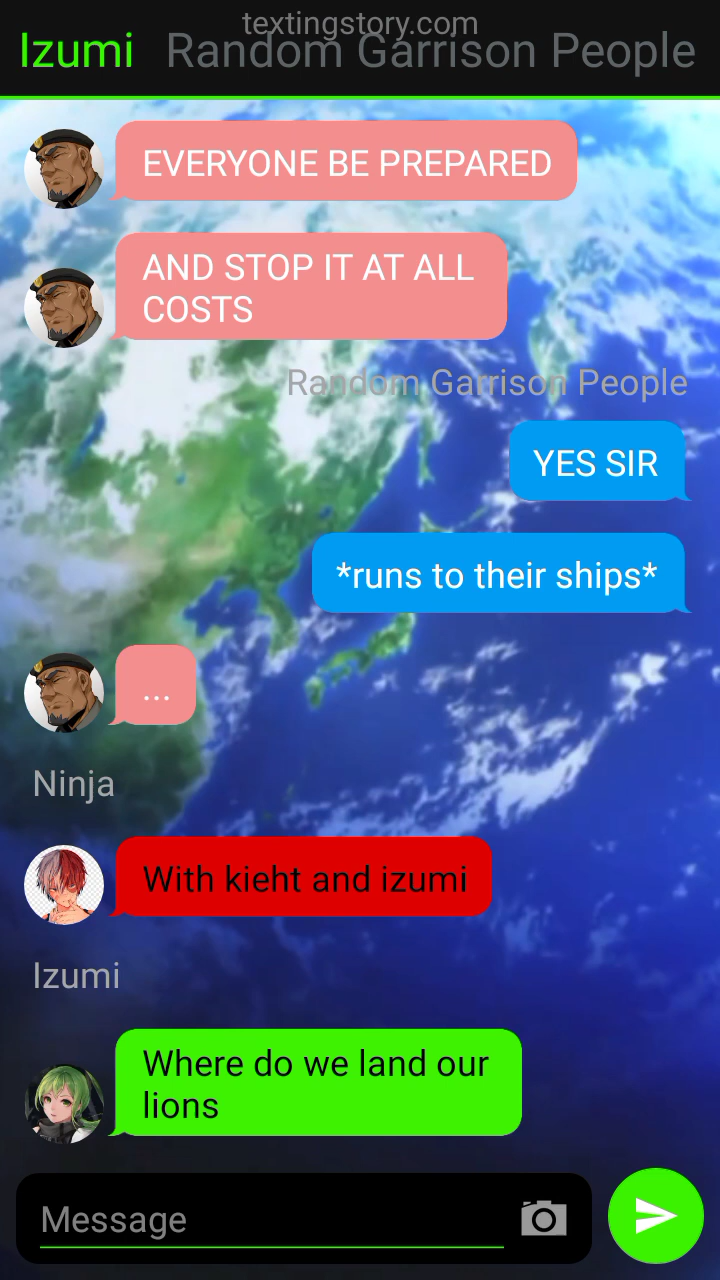 textingstory.com
Izumi Random Garrison People
EVERYONE BE PREPARED
AND STOP IT AT ALL
COSTS
Random Garrison People
YES SIR
*runs to their ships*
...
Ninja
With kieht and izumi
Izumi
Where do we land our
lions
Message